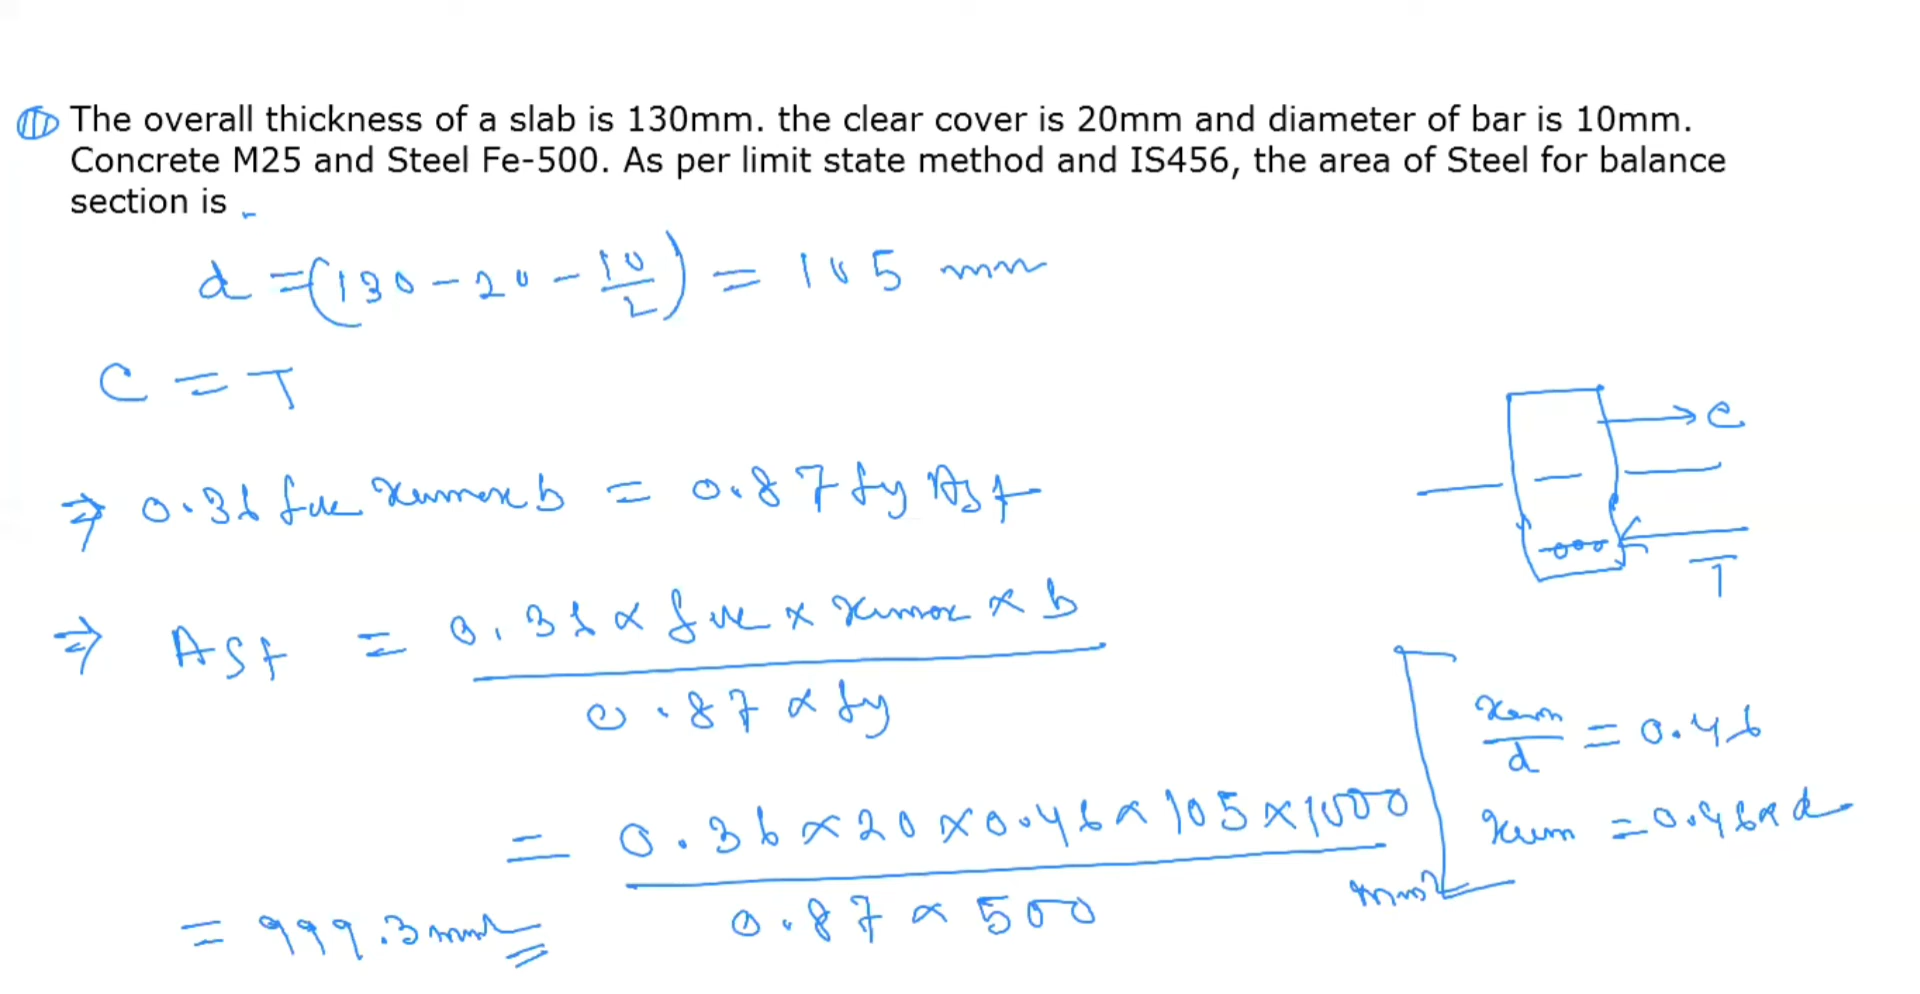 11 The overall thickness of a slab is 130mm. the clear cover is 20mm and diameter of bar is 10mm.
Concrete M25 and Steel Fe-500. As per limit state method and IS456, the area of Steel for balance
section is
d = (130 - 20 - 10/2) = 105 mm
C = T
⇒ 0.36 fck xumax b = 0.87 fy Ast
⇒ Ast = 0.36 × fck × xumax × b / 0.87 × fy
= 0.36 × 20 × 0.46 × 105 × 1000 / 0.87 × 500 mm²
= 999.3 mm²
C
T
xum/d = 0.46
xum = 0.46 × d